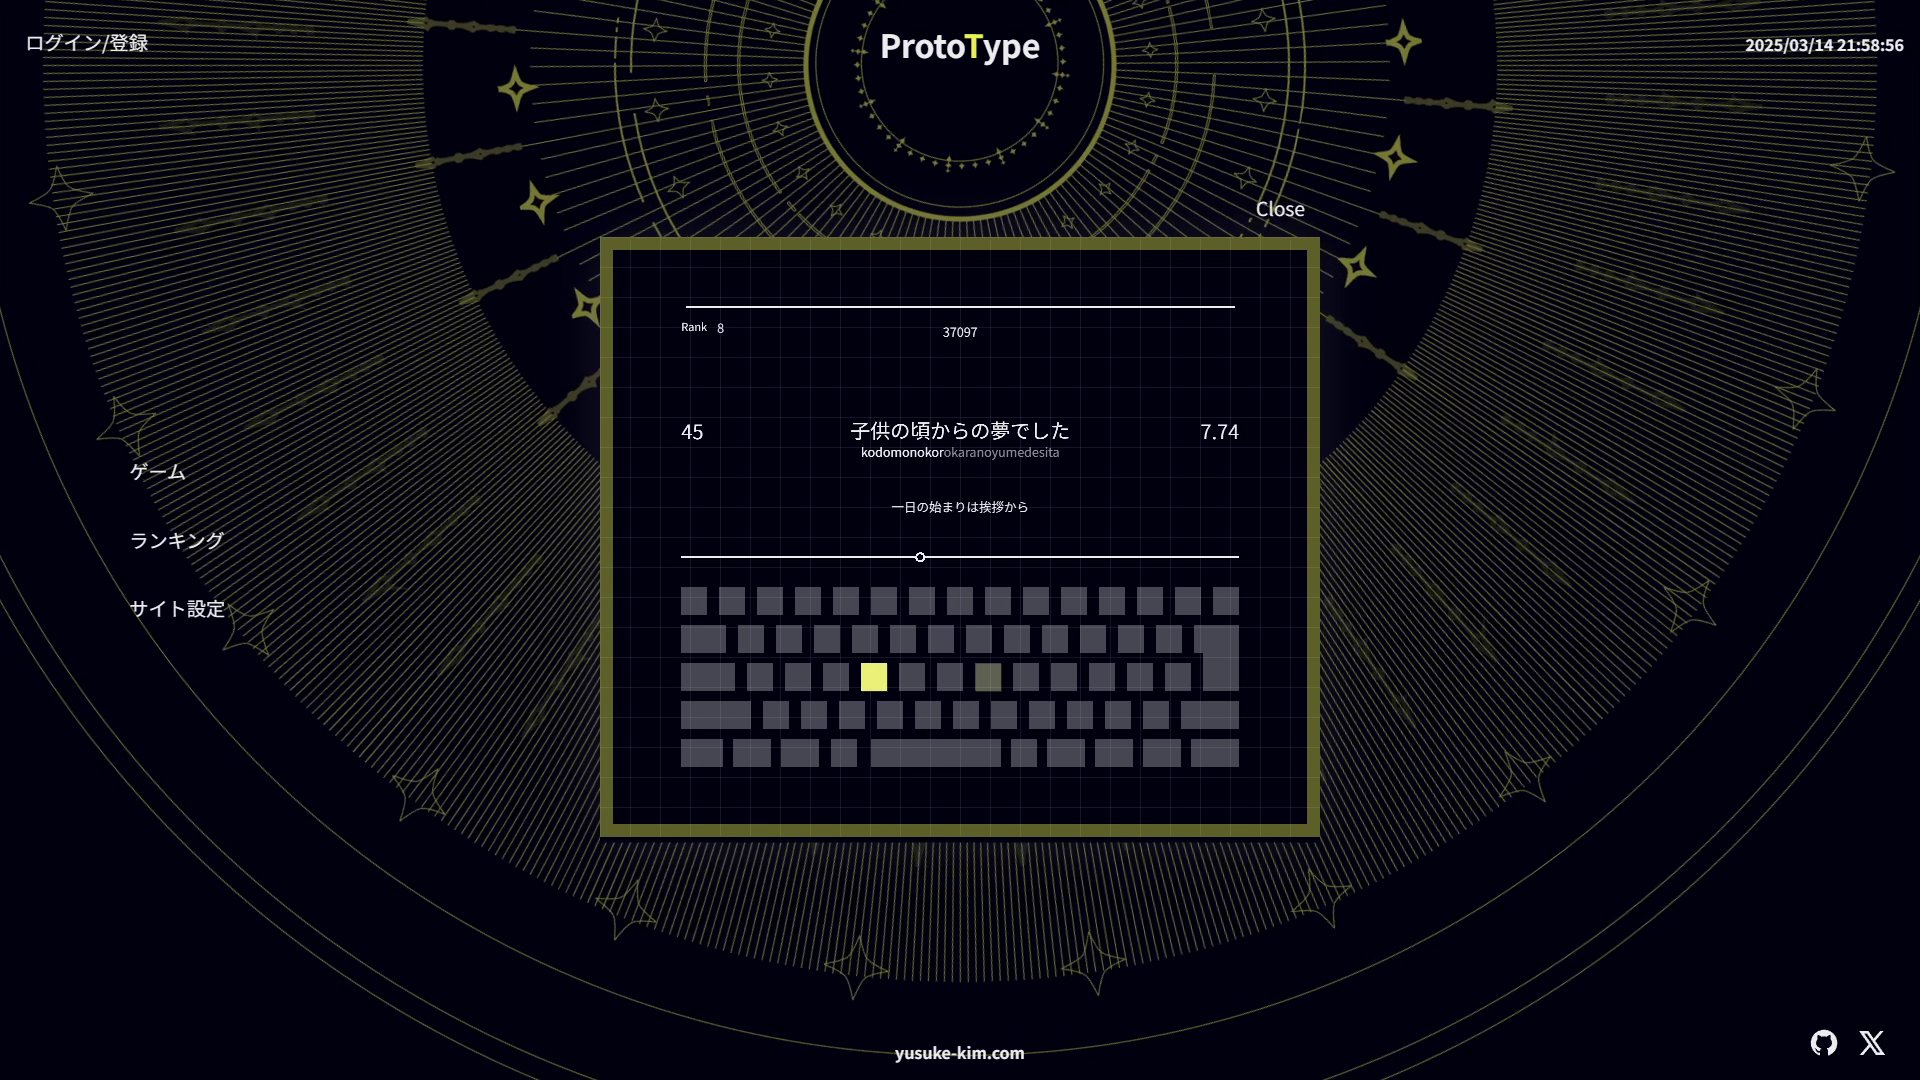 ログイン/登録
ProtoType
2025/03/14 21:58:56
Close
Rank 8
37097
45
子供の頃からの夢でした
7.74
kodomonokorokaranoyumedesita
一日の始まりは挨拶から
ゲーム
ランキング
サイト設定
yusuke-kim.com